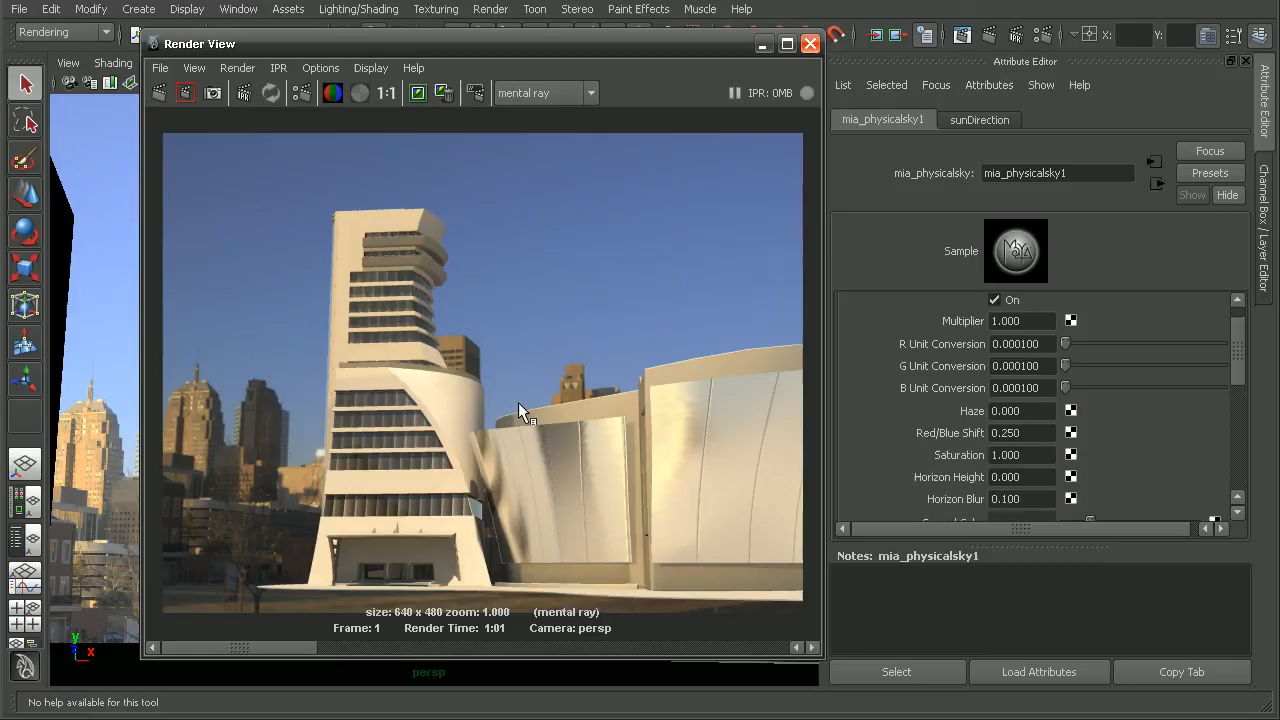 File Edit Modify Create Display Window Assets Lighting/Shading Texturing Render Toon Stereo Paint Effects Muscle Help
Rendering
X: Y:
View Shading
Render View
File View Render IPR Options Display Help
1:1 mental ray IPR: 0MB
size: 640 x 480 zoom: 1.000 (mental ray)
Frame: 1 Render Time: 1:01 Camera: persp
persp
y
z x
Attribute Editor
List Selected Focus Attributes Show Help
mia_physicalsky1 sunDirection
mia_physicalsky: mia_physicalsky1
Focus
Presets
Show Hide
Sample
MAYA
On
Multiplier 1.000
R Unit Conversion 0.000100
G Unit Conversion 0.000100
B Unit Conversion 0.000100
Haze 0.000
Red/Blue Shift 0.250
Saturation 1.000
Horizon Height 0.000
Horizon Blur 0.100
Notes: mia_physicalsky1
Select Load Attributes Copy Tab
Attribute Editor
Channel Box / Layer Editor
No help available for this tool